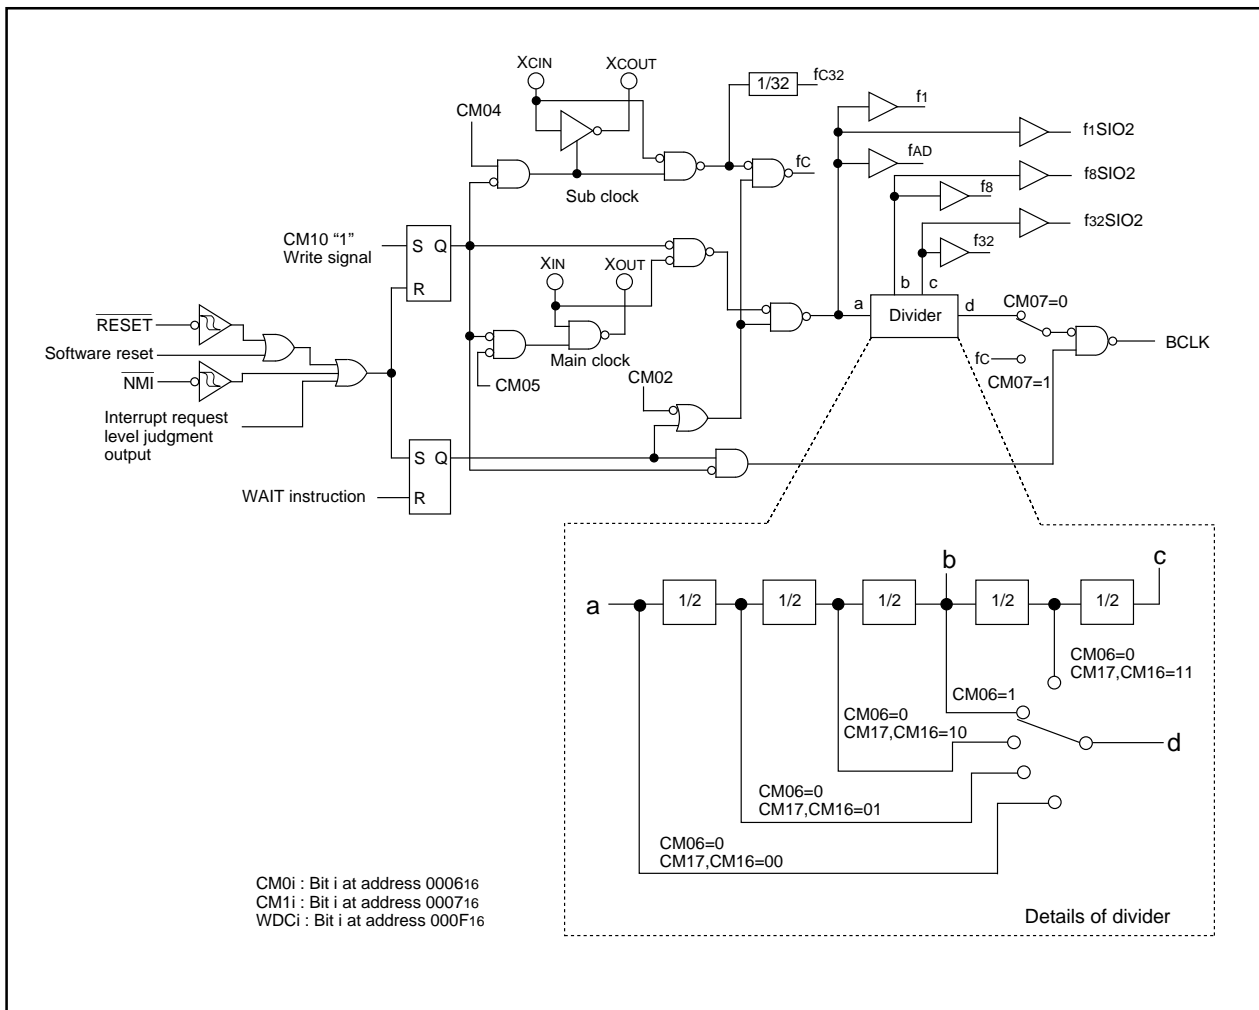 XCIN
XCOUT
1/32
fC32
CM04
f1
f1SIO2
fAD
fC
f8SIO2
Sub clock
f8
f32SIO2
CM10 “1”
Write signal
S Q
R
f32
XIN
XOUT
b c
a
Divider
d
CM07=0
RESET
Software reset
NMI
Main clock
CM05
CM02
fC
CM07=1
BCLK
Interrupt request
level judgment
output
S Q
R
WAIT instruction
a
1/2
1/2
1/2
b
1/2
1/2
c
CM06=0
CM17,CM16=11
CM06=1
CM06=0
CM17,CM16=10
d
CM06=0
CM17,CM16=01
CM06=0
CM17,CM16=00
CM0i : Bit i at address 000616
CM1i : Bit i at address 000716
WDCi : Bit i at address 000F16
Details of divider